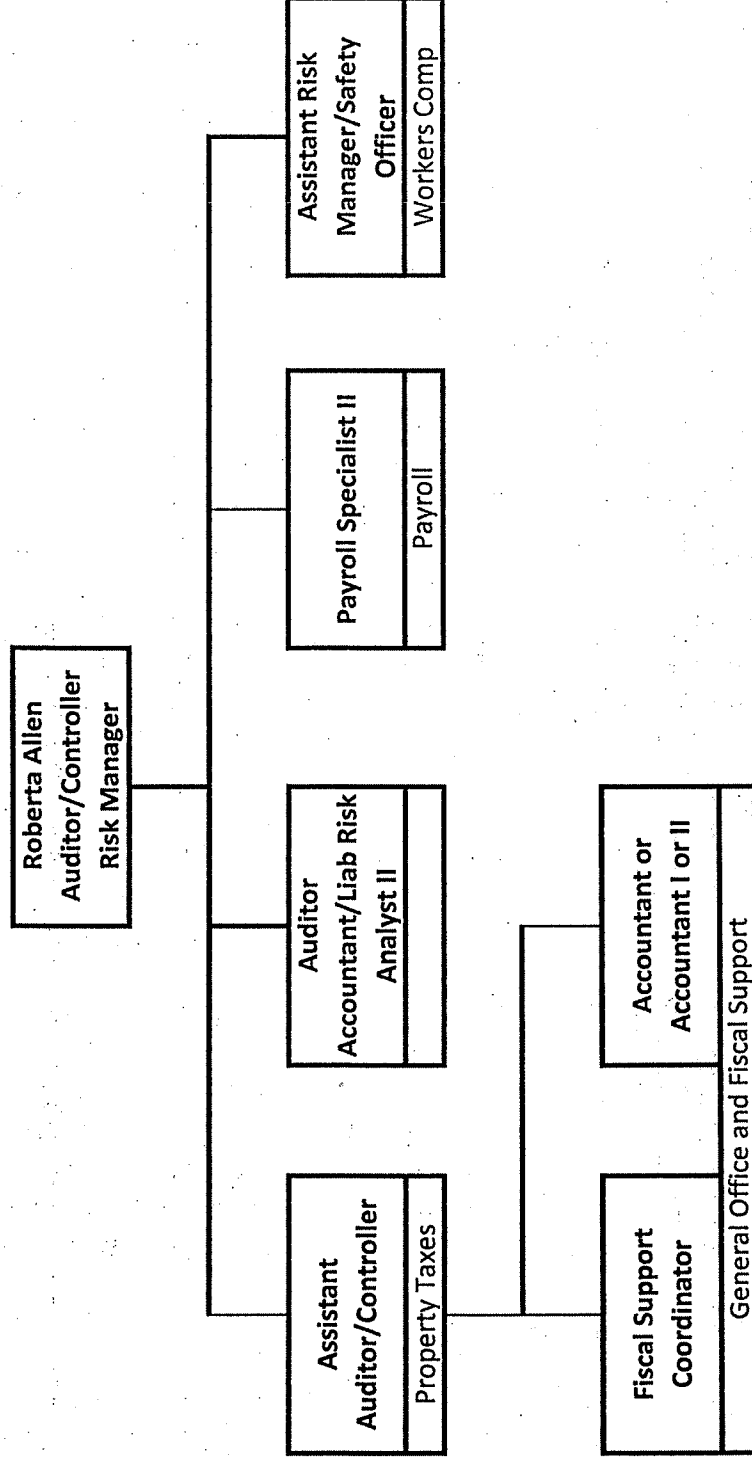 Roberta Allen
Auditor/Controller
Risk Manager
Assistant
Auditor/Controller
Property Taxes
Auditor
Accountant/Liab Risk
Analyst II
Payroll Specialist II
Payroll
Assistant Risk
Manager/Safety
Officer
Workers Comp
Fiscal Support
Coordinator
Accountant or
Accountant I or II
General Office and Fiscal Support